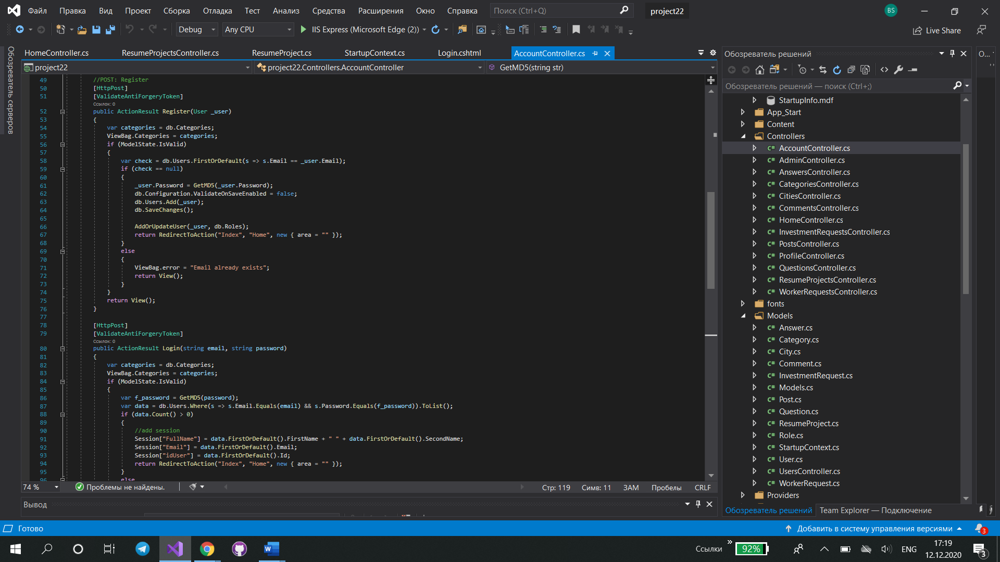 Файл Правка Вид Проект Сборка Отладка Тест Анализ Средства Расширения Окно Справка Поиск (Ctrl+Q) project22 BS
Debug Any CPU IIS Express (Microsoft Edge (2)) Live Share
Обозреватель серверов
HomeController.cs ResumeProjectsController.cs ResumeProject.cs StartupContext.cs Login.cshtml AccountController.cs
project22 project22.Controllers.AccountController GetMD5(string str)
49 //POST: Register
50 [HttpPost]
51 [ValidateAntiForgeryToken]
Ссылок: 0
52 public ActionResult Register(User _user)
53 {
54 var categories = db.Categories;
55 ViewBag.Categories = categories;
56 if (ModelState.IsValid)
57 {
58 var check = db.Users.FirstOrDefault(s => s.Email == _user.Email);
59 if (check == null)
60 {
61 _user.Password = GetMD5(_user.Password);
62 db.Configuration.ValidateOnSaveEnabled = false;
63 db.Users.Add(_user);
64 db.SaveChanges();
65
66 AddOrUpdateUser(_user, db.Roles);
67 return RedirectToAction("Index", "Home", new { area = "" });
68 }
69 else
70 {
71 ViewBag.error = "Email already exists";
72 return View();
73 }
74 }
75 return View();
76 }
77
78 [HttpPost]
79 [ValidateAntiForgeryToken]
Ссылок: 0
80 public ActionResult Login(string email, string password)
81 {
82 var categories = db.Categories;
83 ViewBag.Categories = categories;
84 if (ModelState.IsValid)
85 {
86 var f_password = GetMD5(password);
87 var data = db.Users.Where(s => s.Email.Equals(email) && s.Password.Equals(f_password)).ToList();
88 if (data.Count() > 0)
89 {
90 //add session
91 Session["FullName"] = data.FirstOrDefault().FirstName + " " + data.FirstOrDefault().SecondName;
92 Session["Email"] = data.FirstOrDefault().Email;
93 Session["idUser"] = data.FirstOrDefault().Id;
94 return RedirectToAction("Index", "Home", new { area = "" });
95 }
96 else
74 % Проблемы не найдены. Стр: 119 Симв: 11 ЗАМ Пробелы CRLF
Вывод
Обозреватель решений
О...
Обозреватель решений — поиск (Ctrl+;)
StartupInfo.mdf
App_Start
Content
Controllers
C# AccountController.cs
C# AdminController.cs
C# AnswersController.cs
C# CategoriesController.cs
C# CitiesController.cs
C# CommentsController.cs
C# HomeController.cs
C# InvestmentRequestsController.cs
C# PostsController.cs
C# ProfileController.cs
C# QuestionsController.cs
C# ResumeProjectsController.cs
C# WorkerRequestsController.cs
fonts
Models
C# Answer.cs
C# Category.cs
C# City.cs
C# Comment.cs
C# InvestmentRequest.cs
C# Models.cs
C# Post.cs
C# Question.cs
C# ResumeProject.cs
C# Role.cs
C# StartupContext.cs
C# User.cs
C# UsersController.cs
C# WorkerRequest.cs
Providers
Обозреватель решений Team Explorer — Подключение
Готово Добавить в систему управления версиями 3
Ссылки 92% ENG 17:19
12.12.2020 3